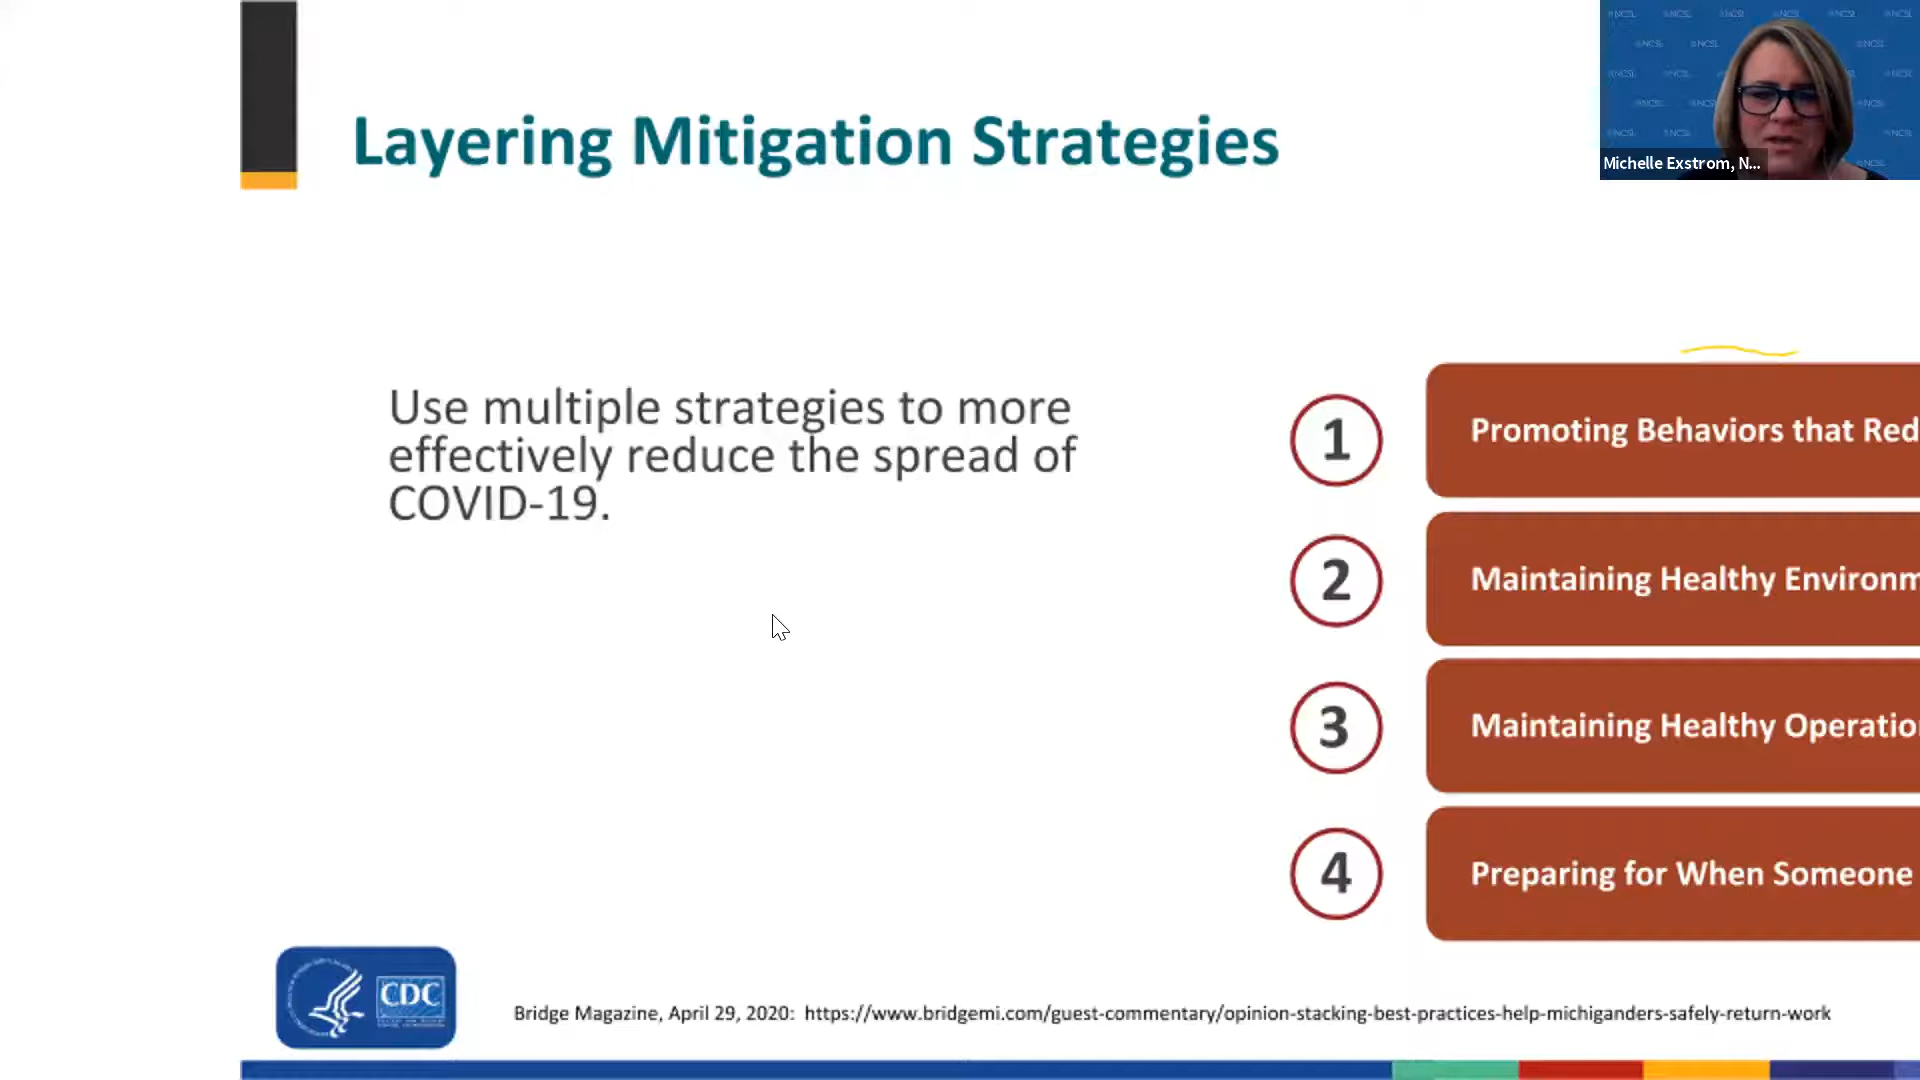 Layering Mitigation Strategies
©NCSL
Michelle Exstrom, N...
Use multiple strategies to more
effectively reduce the spread of
COVID-19.
1
Promoting Behaviors that Red
2
Maintaining Healthy Environm
3
Maintaining Healthy Operatio
4
Preparing for When Someone
CDC
Bridge Magazine, April 29, 2020: https://www.bridgemi.com/guest-commentary/opinion-stacking-best-practices-help-michiganders-safely-return-work